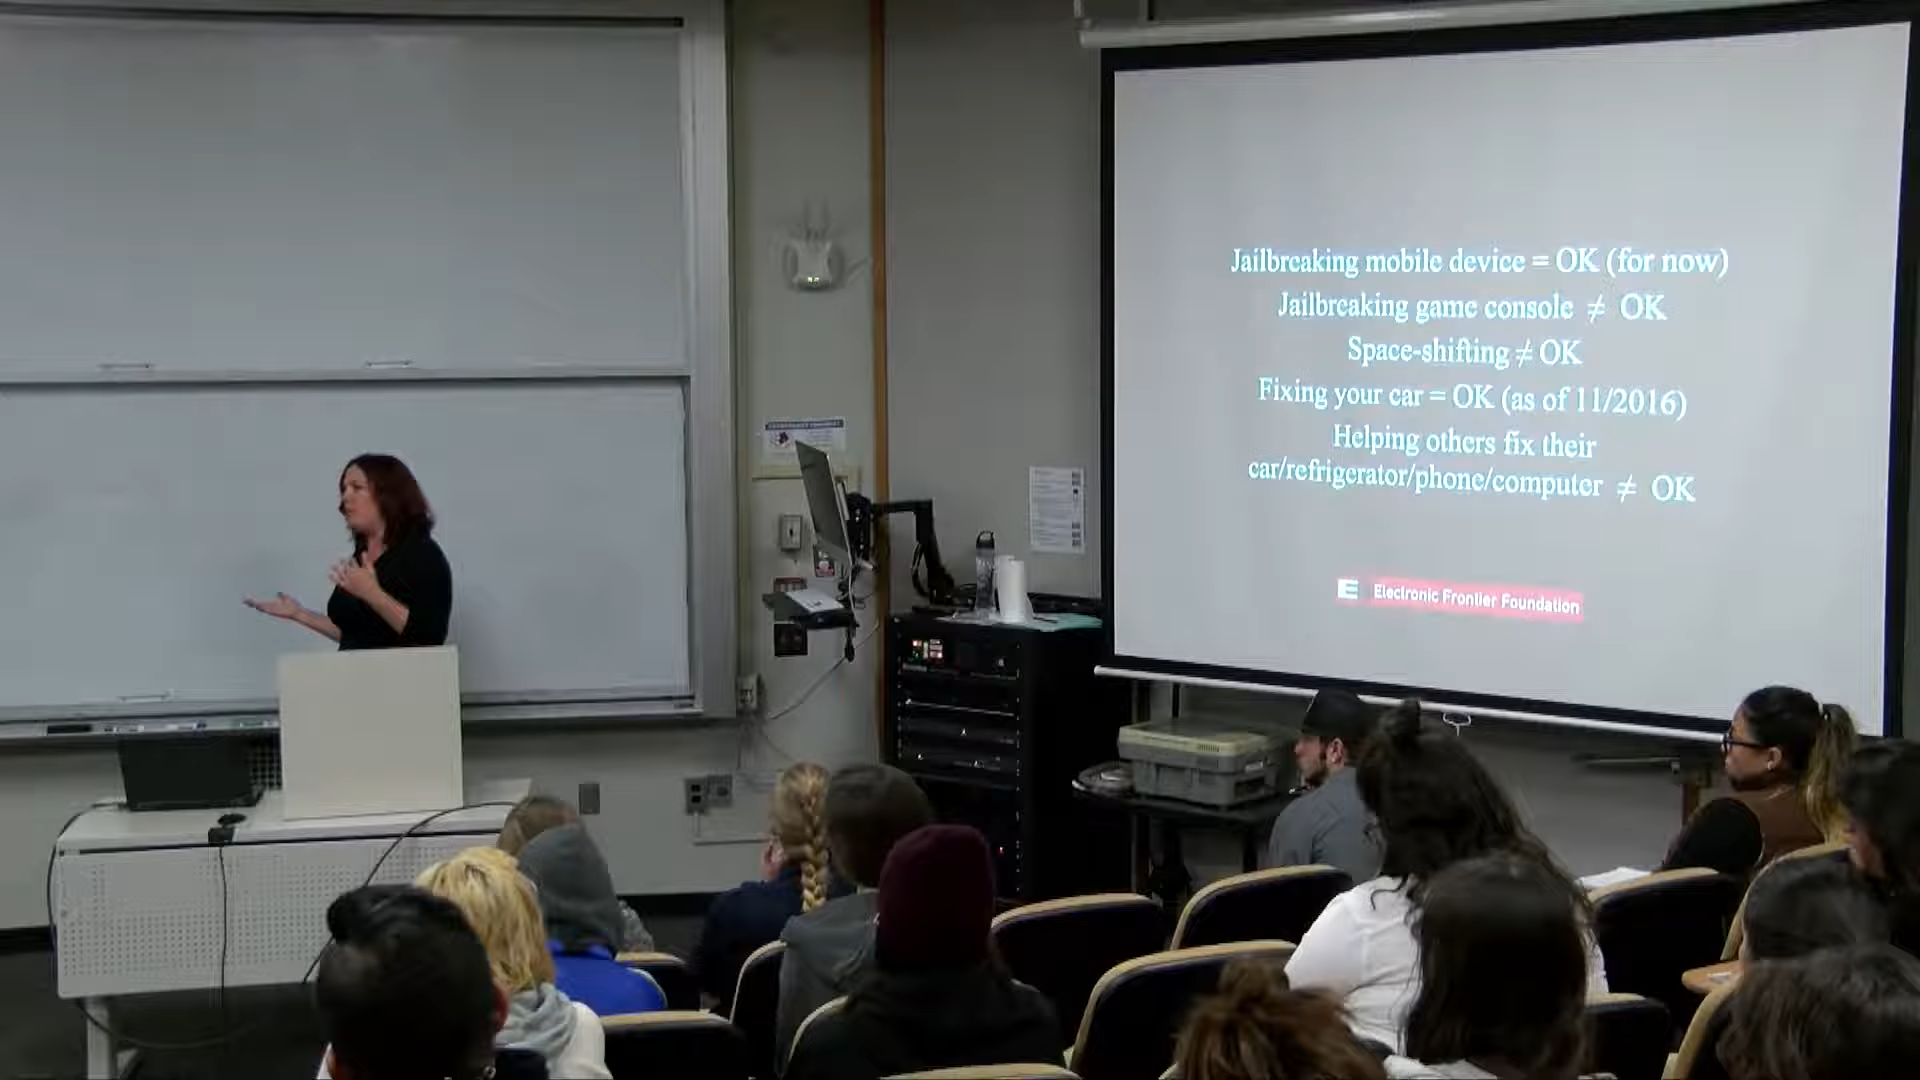 Jailbreaking mobile device = OK (for now)
Jailbreaking game console ≠ OK
Space-shifting ≠ OK
Fixing your car = OK (as of 11/2016)
Helping others fix their
car/refrigerator/phone/computer ≠ OK
Electronic Frontier Foundation